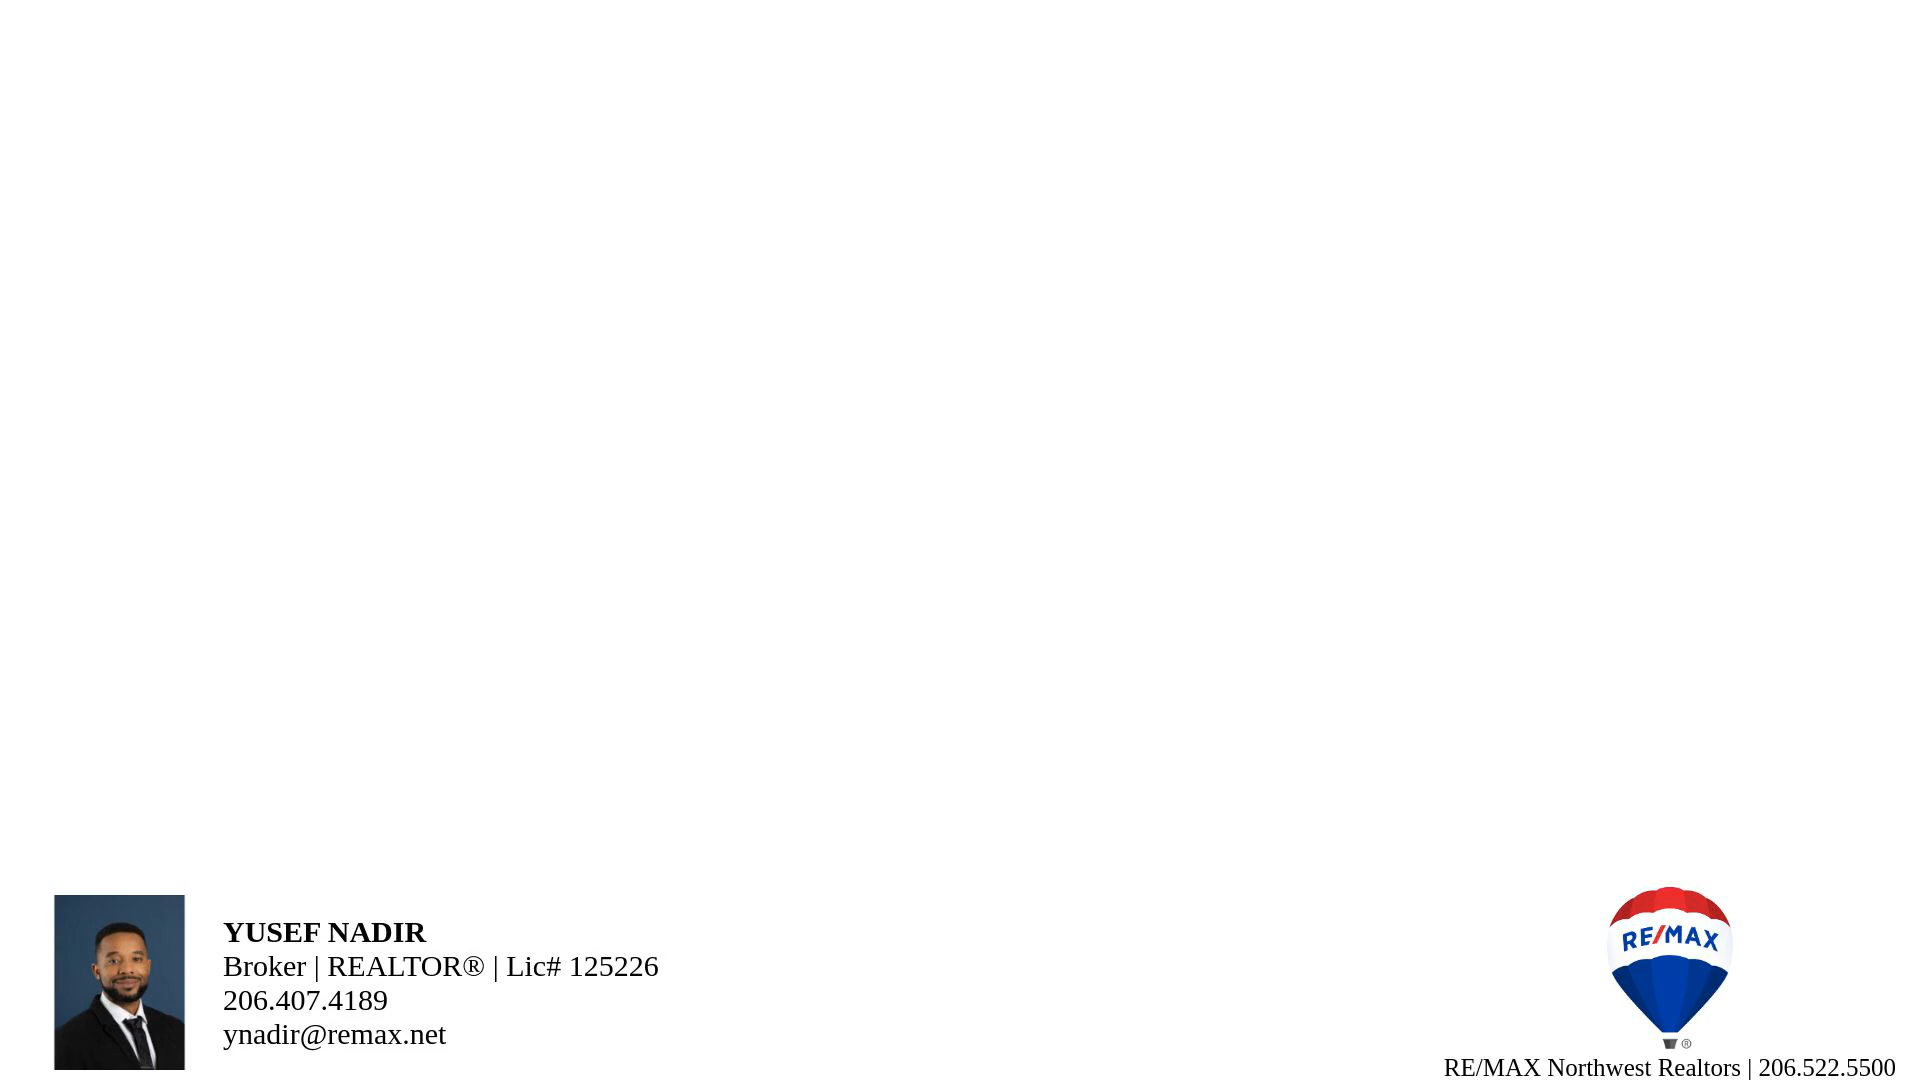 YUSEF NADIR
Broker | REALTOR® | Lic# 125226
206.407.4189
ynadir@remax.net
RE/MAX
®
RE/MAX Northwest Realtors | 206.522.5500